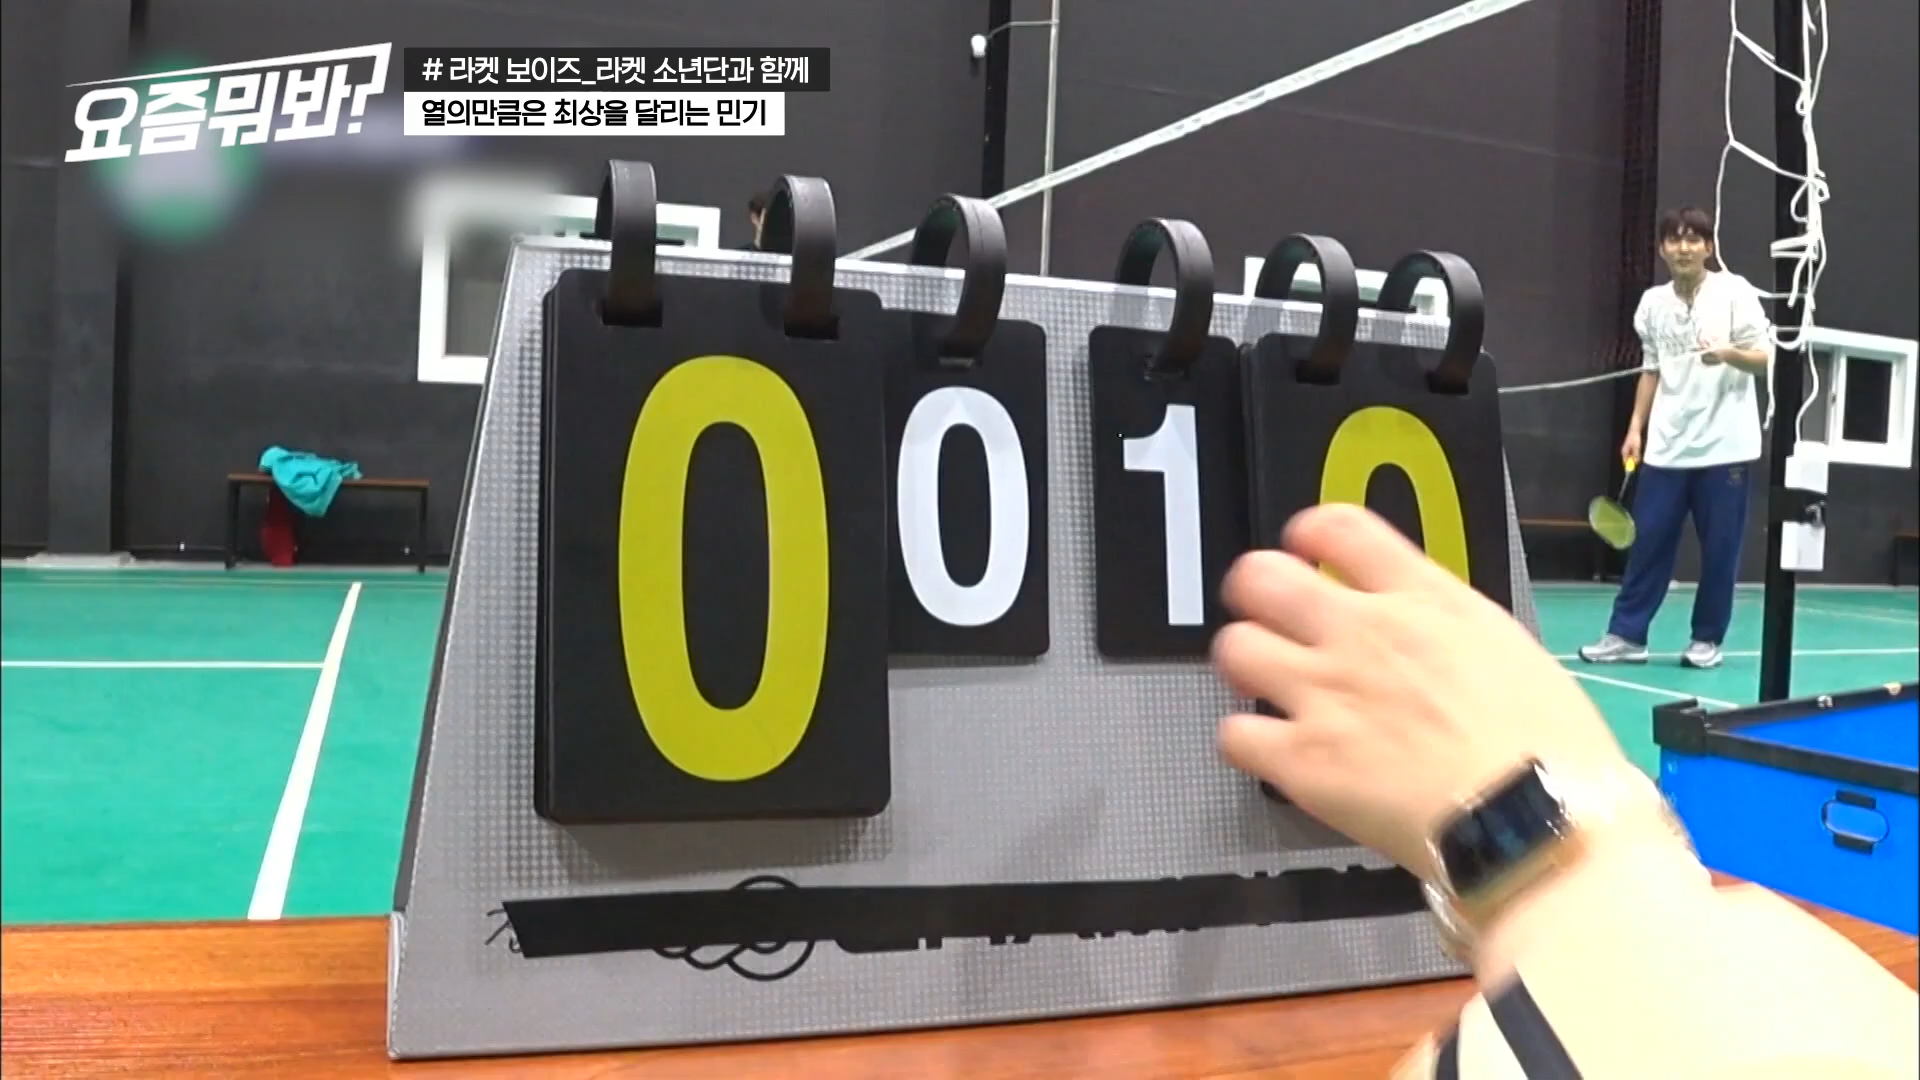 요즘뭐봐?
# 라켓 보이즈_라켓 소년단과 함께
열의만큼은 최상을 달리는 민기
0 0 1 0